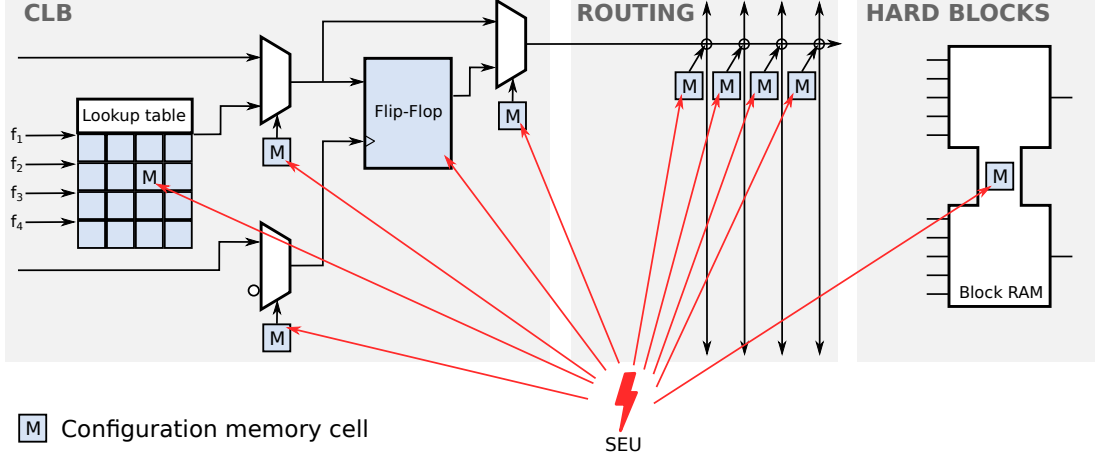 CLB
ROUTING
HARD BLOCKS
Lookup table
Flip-Flop
f1
f2
f3
f4
M
M
M
M
M
M
M
M
M
Block RAM
SEU
M Configuration memory cell